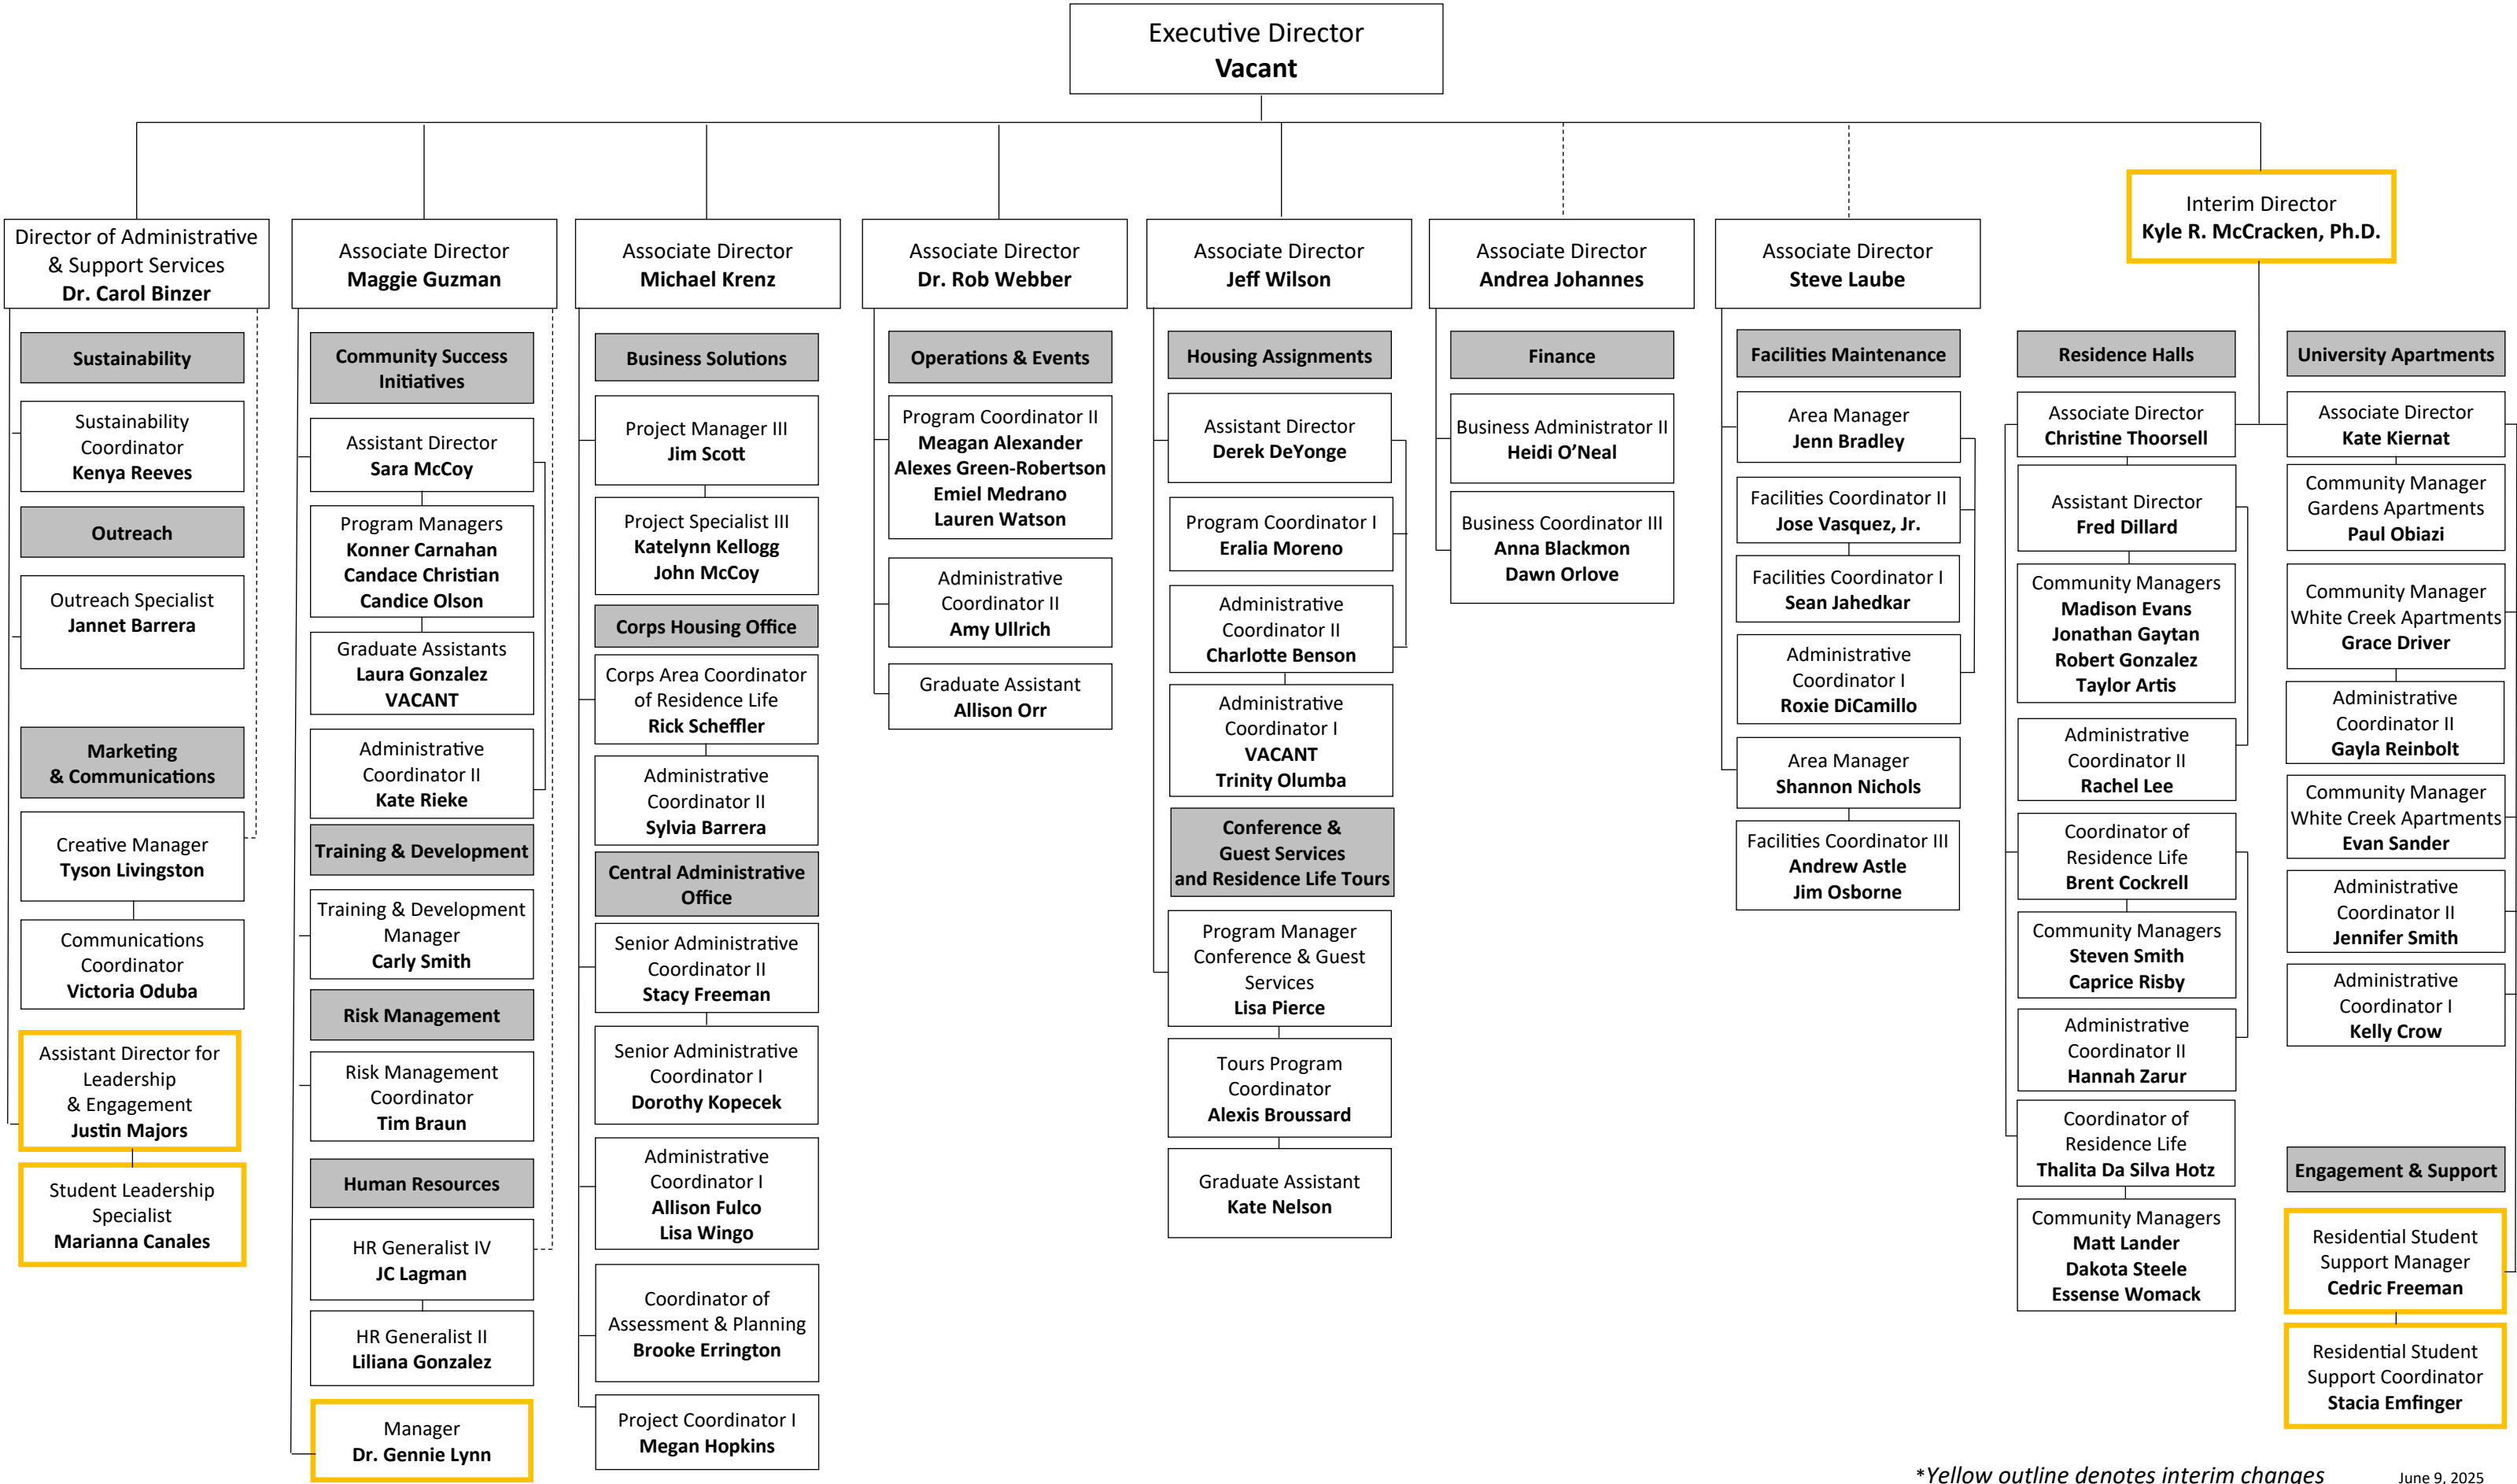 Executive Director
Vacant
Interim Director
Kyle R. McCracken, Ph.D.
Director of Administrative
& Support Services
Dr. Carol Binzer
Sustainability
Sustainability
Coordinator
Kenya Reeves
Outreach
Outreach Specialist
Jannet Barrera
Marketing
& Communications
Creative Manager
Tyson Livingston
Communications
Coordinator
Victoria Oduba
Assistant Director for
Leadership
& Engagement
Justin Majors
Student Leadership
Specialist
Marianna Canales
Associate Director
Maggie Guzman
Community Success
Initiatives
Assistant Director
Sara McCoy
Program Managers
Konner Carnahan
Candace Christian
Candice Olson
Graduate Assistants
Laura Gonzalez
VACANT
Administrative
Coordinator II
Kate Rieke
Training & Development
Training & Development
Manager
Carly Smith
Risk Management
Risk Management
Coordinator
Tim Braun
Human Resources
HR Generalist IV
JC Lagman
HR Generalist II
Liliana Gonzalez
Manager
Dr. Gennie Lynn
Associate Director
Michael Krenz
Business Solutions
Project Manager III
Jim Scott
Project Specialist III
Katelynn Kellogg
John McCoy
Corps Housing Office
Corps Area Coordinator
of Residence Life
Rick Scheffler
Administrative
Coordinator II
Sylvia Barrera
Central Administrative
Office
Senior Administrative
Coordinator II
Stacy Freeman
Senior Administrative
Coordinator I
Dorothy Kopecek
Administrative
Coordinator I
Allison Fulco
Lisa Wingo
Coordinator of
Assessment & Planning
Brooke Errington
Project Coordinator I
Megan Hopkins
Associate Director
Dr. Rob Webber
Operations & Events
Program Coordinator II
Meagan Alexander
Alexes Green-Robertson
Emiel Medrano
Lauren Watson
Administrative
Coordinator II
Amy Ullrich
Graduate Assistant
Allison Orr
Associate Director
Jeff Wilson
Housing Assignments
Assistant Director
Derek DeYonge
Program Coordinator I
Eralia Moreno
Administrative
Coordinator II
Charlotte Benson
Administrative
Coordinator I
VACANT
Trinity Olumba
Conference &
Guest Services
and Residence Life Tours
Program Manager
Conference & Guest
Services
Lisa Pierce
Tours Program
Coordinator
Alexis Broussard
Graduate Assistant
Kate Nelson
Associate Director
Andrea Johannes
Finance
Business Administrator II
Heidi O’Neal
Business Coordinator III
Anna Blackmon
Dawn Orlove
Associate Director
Steve Laube
Facilities Maintenance
Area Manager
Jenn Bradley
Facilities Coordinator II
Jose Vasquez, Jr.
Facilities Coordinator I
Sean Jahedkar
Administrative
Coordinator I
Roxie DiCamillo
Area Manager
Shannon Nichols
Facilities Coordinator III
Andrew Astle
Jim Osborne
Residence Halls
Associate Director
Christine Thoorsell
Assistant Director
Fred Dillard
Community Managers
Madison Evans
Jonathan Gaytan
Robert Gonzalez
Taylor Artis
Administrative
Coordinator II
Rachel Lee
Coordinator of
Residence Life
Brent Cockrell
Community Managers
Steven Smith
Caprice Risby
Administrative
Coordinator II
Hannah Zarur
Coordinator of
Residence Life
Thalita Da Silva Hotz
Community Managers
Matt Lander
Dakota Steele
Essense Womack
University Apartments
Associate Director
Kate Kiernat
Community Manager
Gardens Apartments
Paul Obiazi
Community Manager
White Creek Apartments
Grace Driver
Administrative
Coordinator II
Gayla Reinbolt
Community Manager
White Creek Apartments
Evan Sander
Administrative
Coordinator II
Jennifer Smith
Administrative
Coordinator I
Kelly Crow
Engagement & Support
Residential Student
Support Manager
Cedric Freeman
Residential Student
Support Coordinator
Stacia Emfinger
*Yellow outline denotes interim changes
June 9, 2025